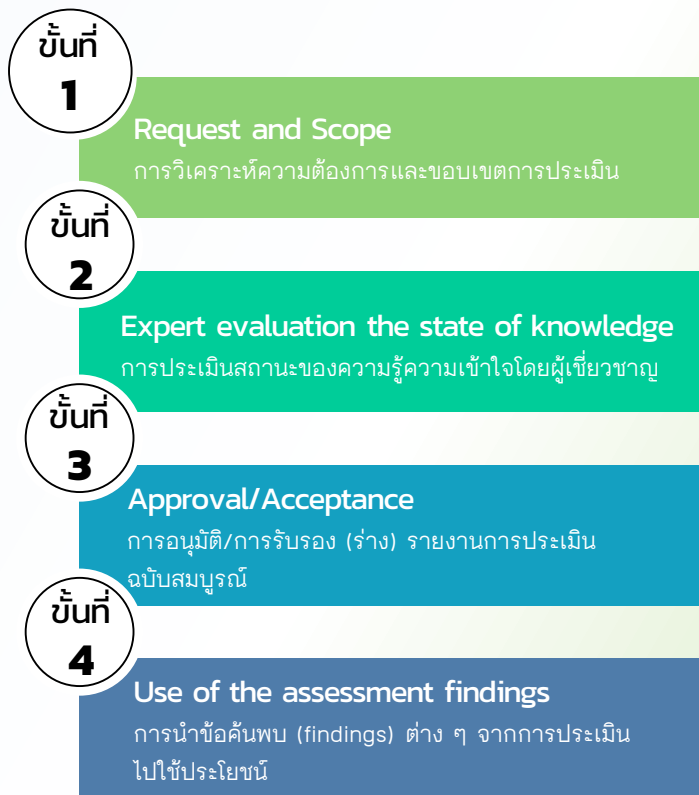 ขั้นที่
1
Request and Scope
การวิเคราะห์ความต้องการและขอบเขตการประเมิน
ขั้นที่
2
Expert evaluation the state of knowledge
การประเมินสถานะของความรู้ความเข้าใจโดยผู้เชี่ยวชาญ
ขั้นที่
3
Approval/Acceptance
การอนุมัติ/การรับรอง (ร่าง) รายงานการประเมิน
ฉบับสมบูรณ์
ขั้นที่
4
Use of the assessment findings
การนำข้อค้นพบ (findings) ต่าง ๆ จากการประเมิน
ไปใช้ประโยชน์